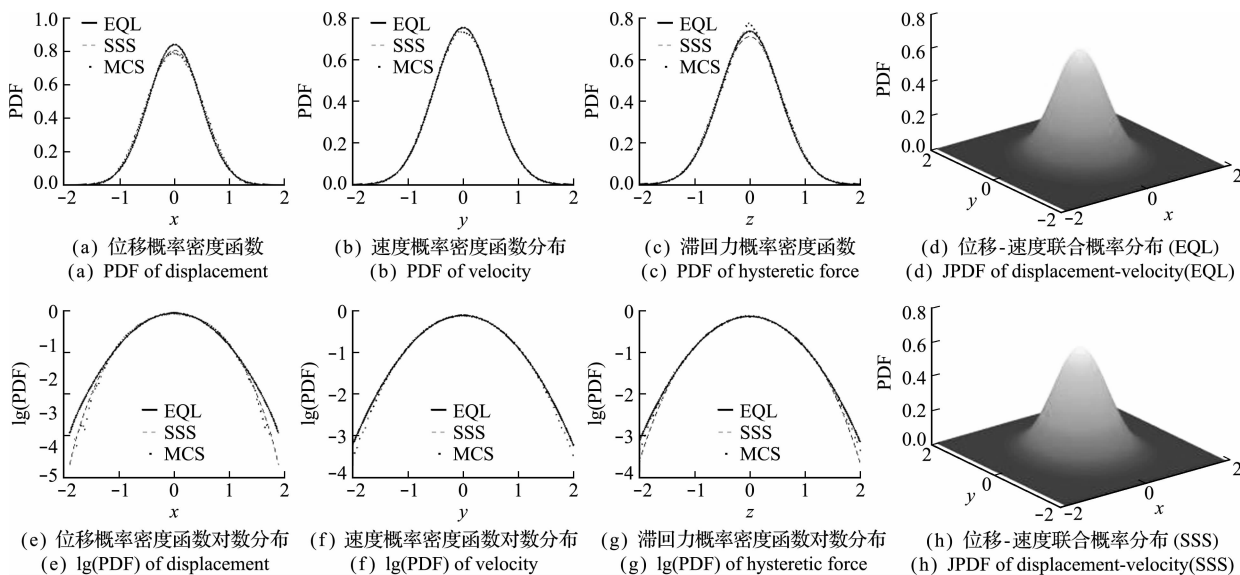 PDF
1.0
0.8
0.6
0.4
0.2
0.0
EQL
SSS
MCS
-2 -1 0 1 2
x
(a) 位移概率密度函数
(a) PDF of displacement
PDF
0.8
0.6
0.4
0.2
0.0
EQL
SSS
MCS
-2 -1 0 1 2
y
(b) 速度概率密度函数分布
(b) PDF of velocity
PDF
0.8
0.6
0.4
0.2
0.0
EQL
SSS
MCS
-2 -1 0 1 2
z
(c) 滞回力概率密度函数
(c) PDF of hysteretic force
PDF
0.8
0.6
0.4
0.2
0.0
2
y
0
-2
-2
0
x
2
(d) 位移-速度联合概率分布 (EQL)
(d) JPDF of displacement-velocity(EQL)
lg(PDF)
0
-1
-2
-3
-4
-5
EQL
SSS
MCS
-2 -1 0 1 2
x
(e) 位移概率密度函数对数分布
(e) lg(PDF) of displacement
lg(PDF)
0
-1
-2
-3
-4
EQL
SSS
MCS
-2 -1 0 1 2
y
(f) 速度概率密度函数对数分布
(f) lg(PDF) of velocity
lg(PDF)
0
-1
-2
-3
-4
EQL
SSS
MCS
-2 -1 0 1 2
z
(g) 滞回力概率密度函数对数分布
(g) lg(PDF) of hysteretic force
PDF
0.8
0.6
0.4
0.2
0.0
2
y
0
-2
-2
0
x
2
(h) 位移-速度联合概率分布 (SSS)
(h) JPDF of displacement-velocity(SSS)